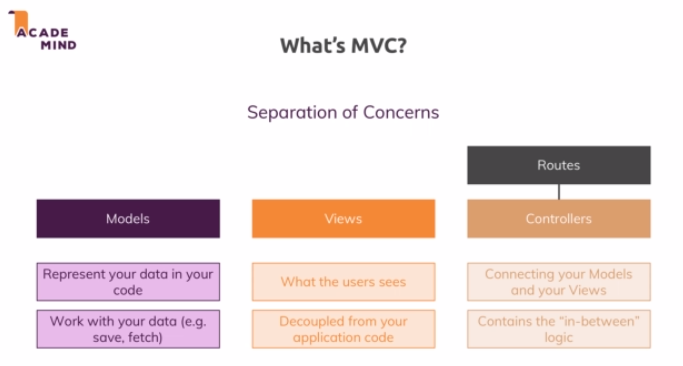 ACADE
MIND
What's MVC?
Separation of Concerns
Routes
Models
Views
Controllers
Represent your data in your
code
What the users sees
Connecting your Models
and your Views
Work with your data (e.g.
save, fetch)
Decoupled from your
application code
Contains the “in-between”
logic